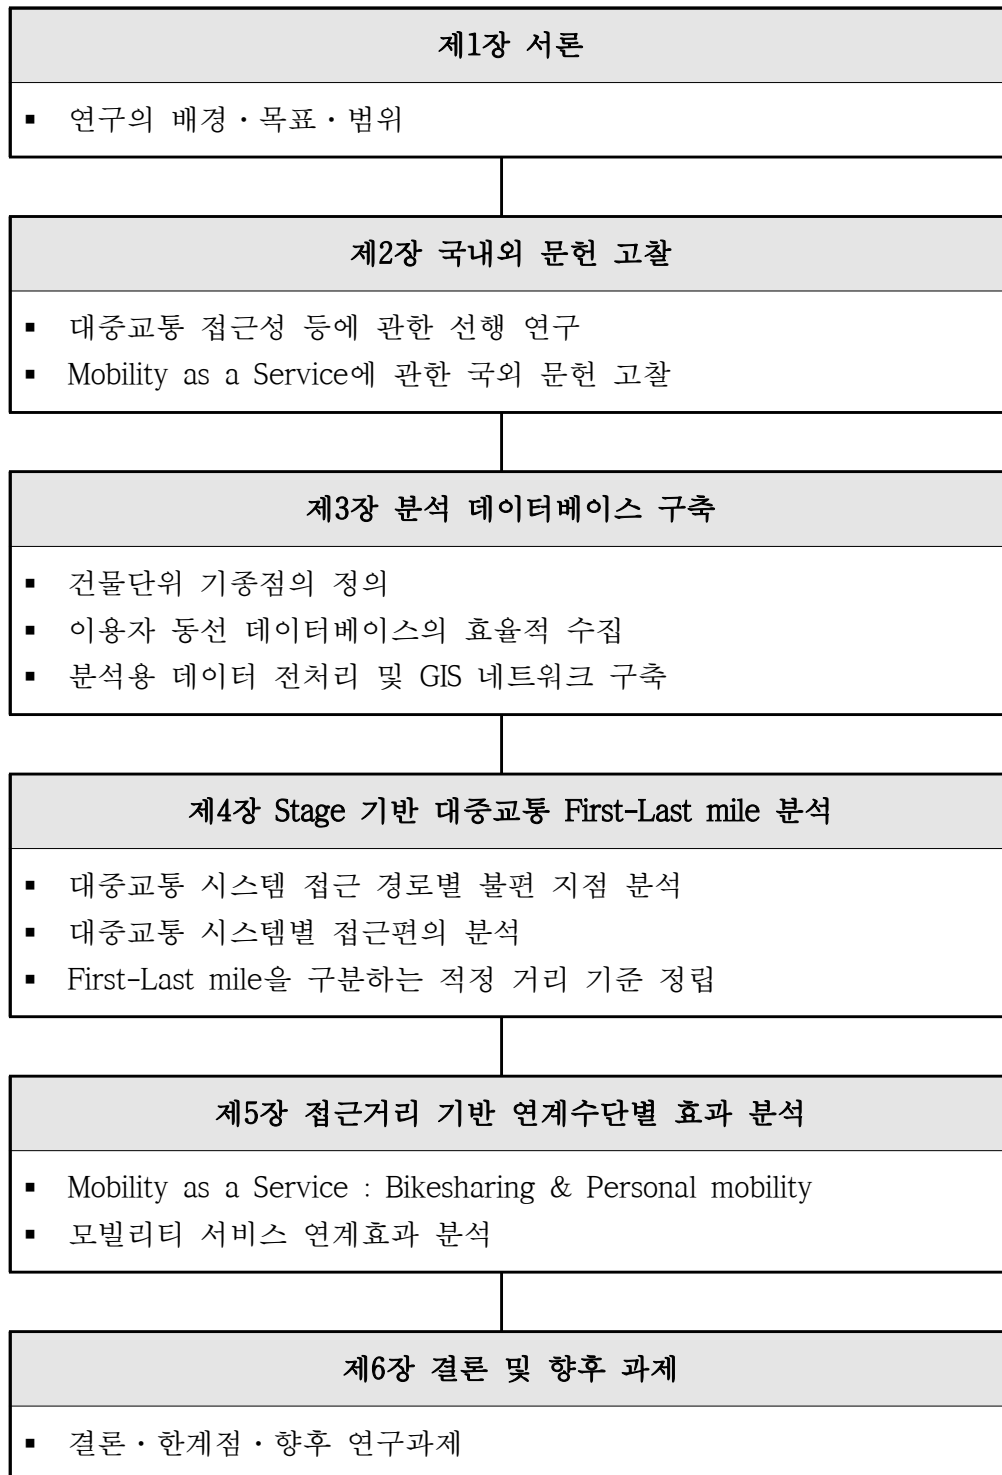 제1장 서론
▪ 연구의 배경・목표・범위
제2장 국내외 문헌 고찰
▪ 대중교통 접근성 등에 관한 선행 연구
▪ Mobility as a Service에 관한 국외 문헌 고찰
제3장 분석 데이터베이스 구축
▪ 건물단위 기종점의 정의
▪ 이용자 동선 데이터베이스의 효율적 수집
▪ 분석용 데이터 전처리 및 GIS 네트워크 구축
제4장 Stage 기반 대중교통 First-Last mile 분석
▪ 대중교통 시스템 접근 경로별 불편 지점 분석
▪ 대중교통 시스템별 접근편의 분석
▪ First-Last mile을 구분하는 적정 거리 기준 정립
제5장 접근거리 기반 연계수단별 효과 분석
▪ Mobility as a Service : Bikesharing & Personal mobility
▪ 모빌리티 서비스 연계효과 분석
제6장 결론 및 향후 과제
▪ 결론・한계점・향후 연구과제